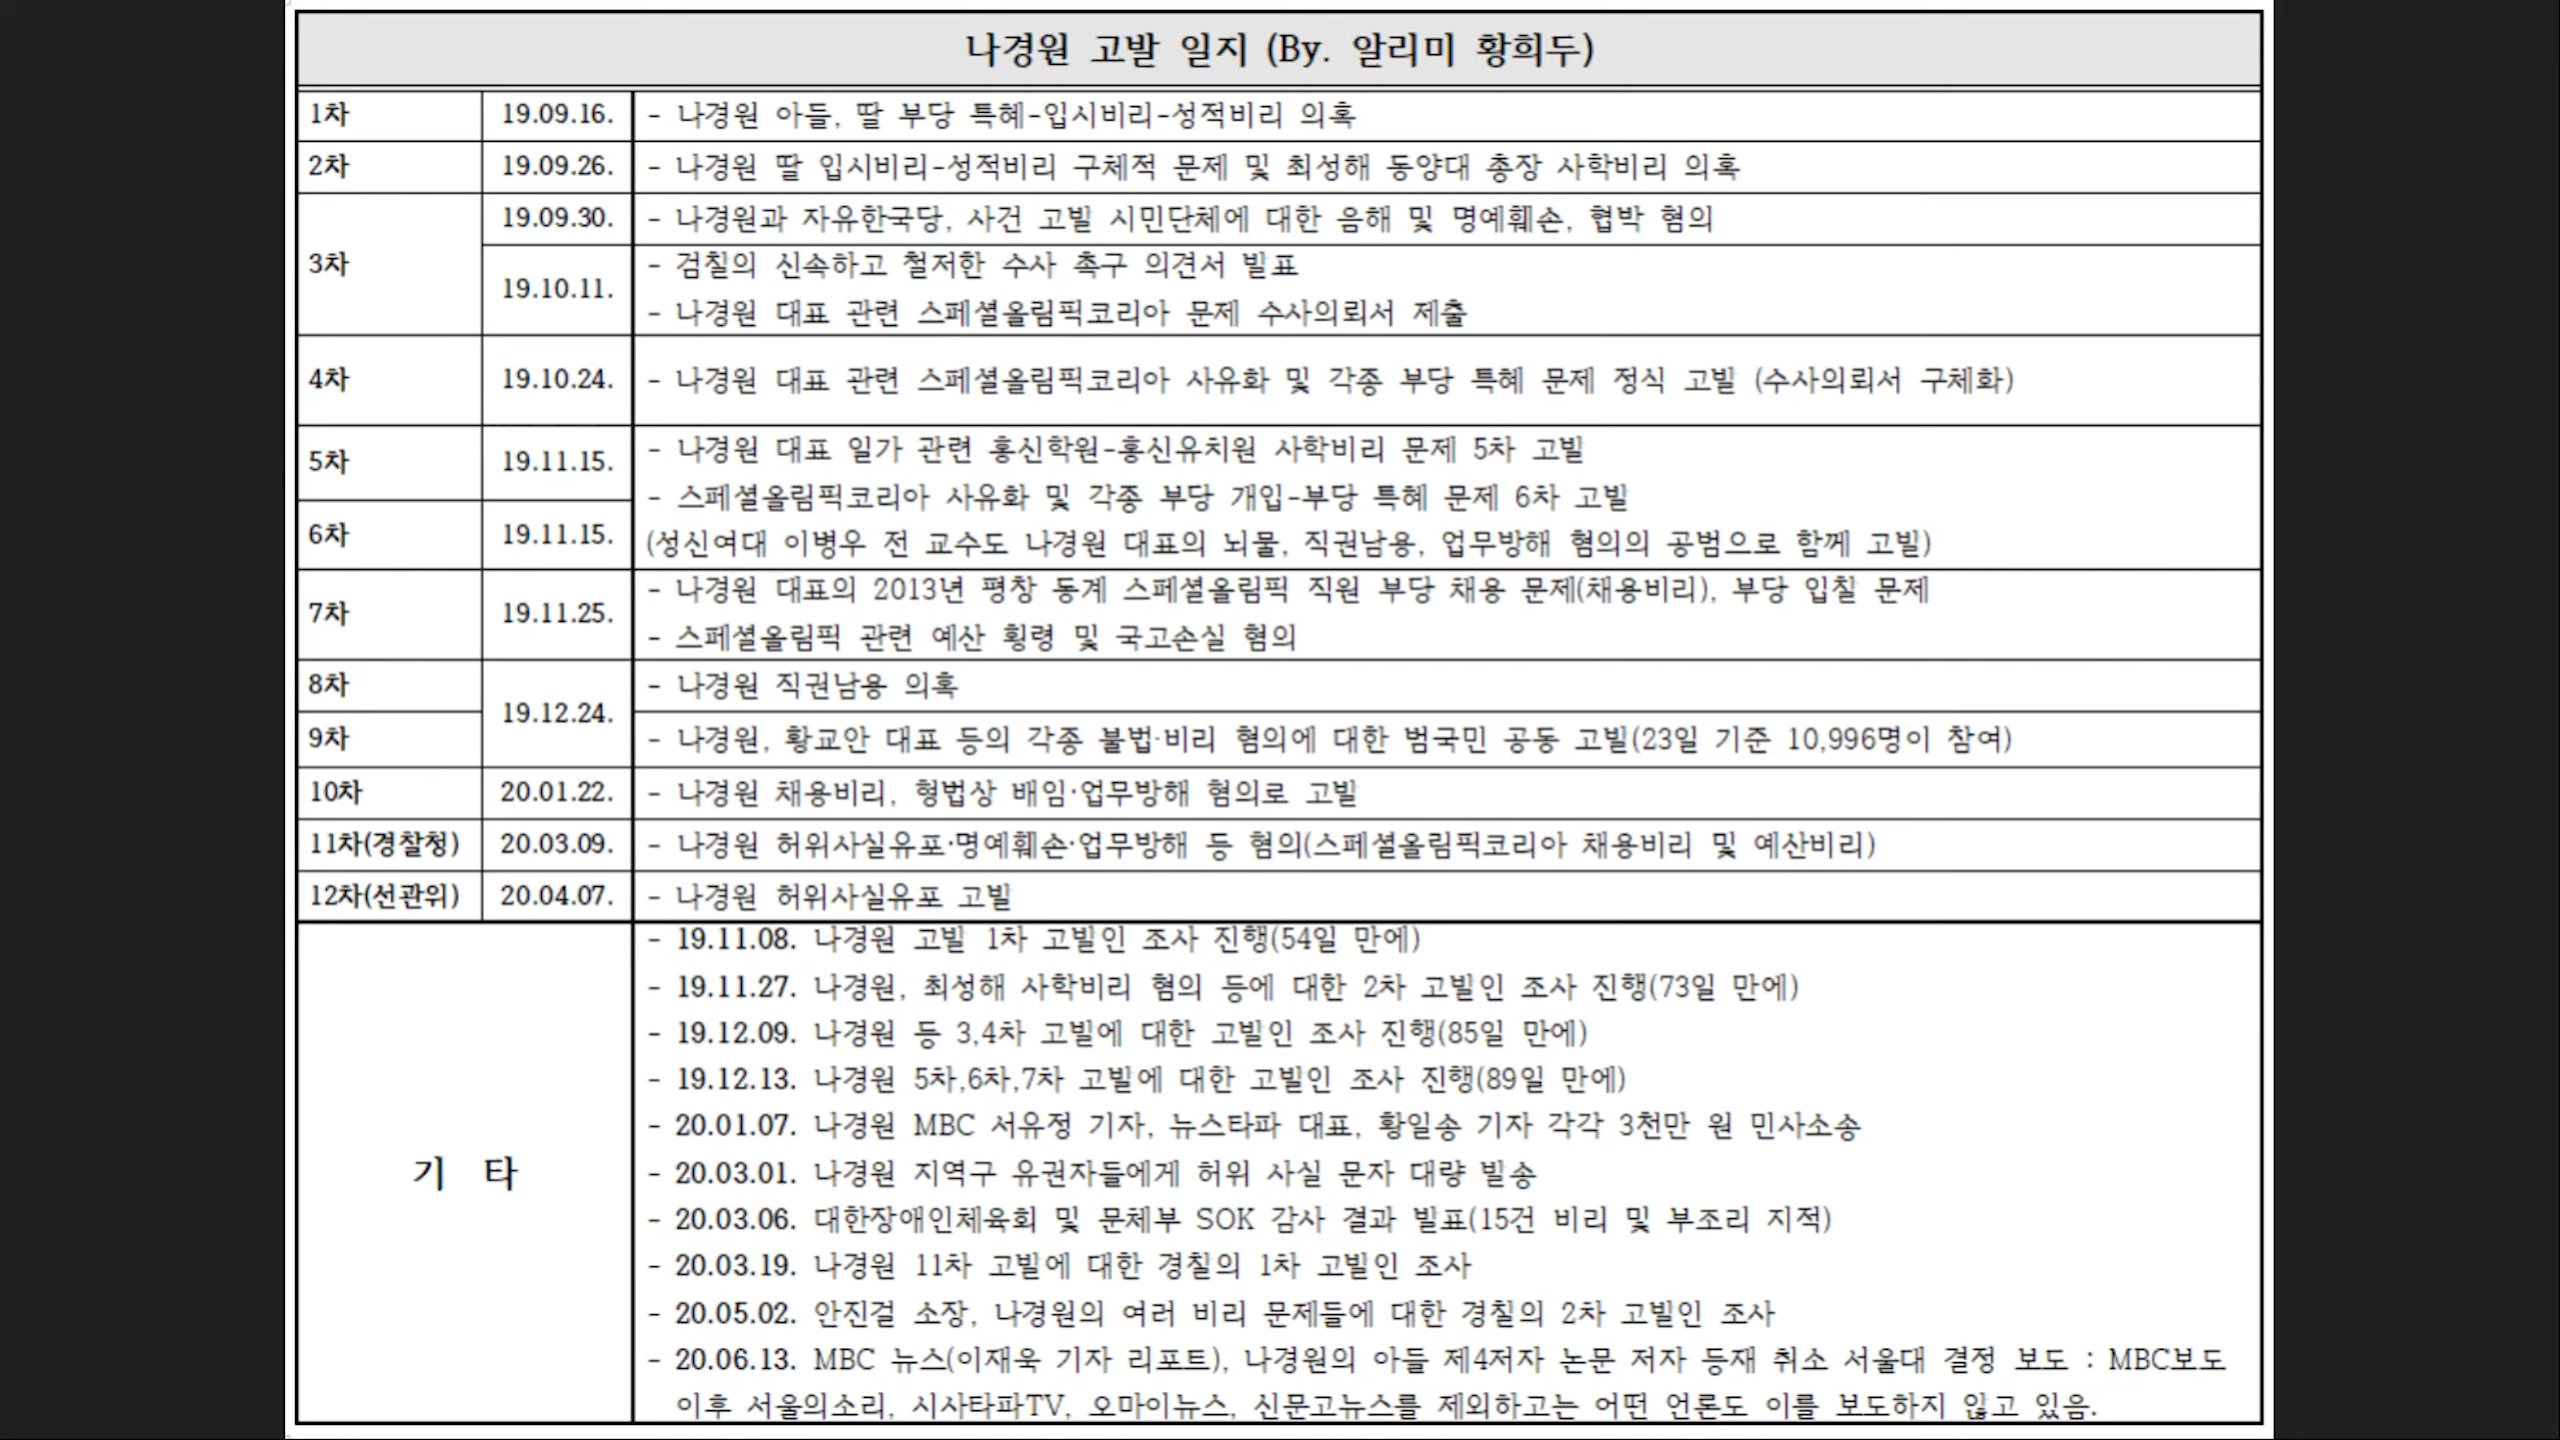 나경원 고발 일지 (By. 알리미 황희두)
1차 19.09.16. - 나경원 아들, 딸 부당 특혜-입시비리-성적비리 의혹
2차 19.09.26. - 나경원 딸 입시비리-성적비리 구체적 문제 및 최성해 동양대 총장 사학비리 의혹
3차 19.09.30. - 나경원과 자유한국당, 사건 고발 시민단체에 대한 음해 및 명예훼손, 협박 혐의
19.10.11. - 검찰의 신속하고 철저한 수사 촉구 의견서 발표
- 나경원 대표 관련 스페셜올림픽코리아 문제 수사의뢰서 제출
4차 19.10.24. - 나경원 대표 관련 스페셜올림픽코리아 사유화 및 각종 부당 특혜 문제 정식 고발 (수사의뢰서 구체화)
5차 19.11.15. - 나경원 대표 일가 관련 홍신학원-홍신유치원 사학비리 문제 5차 고발
- 스페셜올림픽코리아 사유화 및 각종 부당 개입-부당 특혜 문제 6차 고발
6차 19.11.15. (성신여대 이병우 전 교수도 나경원 대표의 뇌물, 직권남용, 업무방해 혐의의 공범으로 함께 고발)
7차 19.11.25. - 나경원 대표의 2013년 평창 동계 스페셜올림픽 직원 부당 채용 문제(채용비리), 부당 입찰 문제
- 스페셜올림픽 관련 예산 횡령 및 국고손실 혐의
8차 19.12.24. - 나경원 직권남용 의혹
9차 - 나경원, 황교안 대표 등의 각종 불법·비리 혐의에 대한 범국민 공동 고발(23일 기준 10,996명이 참여)
10차 20.01.22. - 나경원 채용비리, 형법상 배임·업무방해 혐의로 고발
11차(경찰청) 20.03.09. - 나경원 허위사실유포·명예훼손·업무방해 등 혐의(스페셜올림픽코리아 채용비리 및 예산비리)
12차(선관위) 20.04.07. - 나경원 허위사실유포 고발
기 타
- 19.11.08. 나경원 고발 1차 고발인 조사 진행(54일 만에)
- 19.11.27. 나경원, 최성해 사학비리 혐의 등에 대한 2차 고발인 조사 진행(73일 만에)
- 19.12.09. 나경원 등 3,4차 고발에 대한 고발인 조사 진행(85일 만에)
- 19.12.13. 나경원 5차,6차,7차 고발에 대한 고발인 조사 진행(89일 만에)
- 20.01.07. 나경원 MBC 서유정 기자, 뉴스타파 대표, 황일송 기자 각각 3천만 원 민사소송
- 20.03.01. 나경원 지역구 유권자들에게 허위 사실 문자 대량 발송
- 20.03.06. 대한장애인체육회 및 문체부 SOK 감사 결과 발표(15건 비리 및 부조리 지적)
- 20.03.19. 나경원 11차 고발에 대한 경찰의 1차 고발인 조사
- 20.05.02. 안진걸 소장, 나경원의 여러 비리 문제들에 대한 경찰의 2차 고발인 조사
- 20.06.13. MBC 뉴스(이재욱 기자 리포트), 나경원의 아들 제4저자 논문 저자 등재 취소 서울대 결정 보도 : MBC보도
이후 서울의소리, 시사타파TV, 오마이뉴스, 신문고뉴스를 제외하고는 어떤 언론도 이를 보도하지 않고 있음.